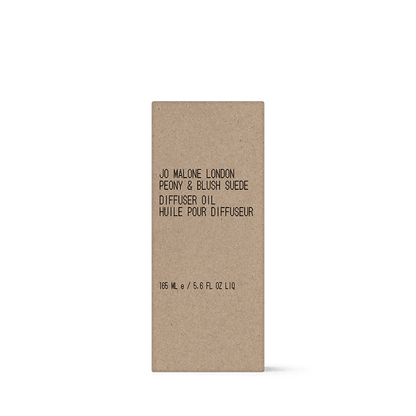 JO MALONE LONDON
PEONY & BLUSH SUEDE
DIFFUSER OIL
HUILE POUR DIFFUSEUR
165 ML e / 5.6 FL OZ LIQ